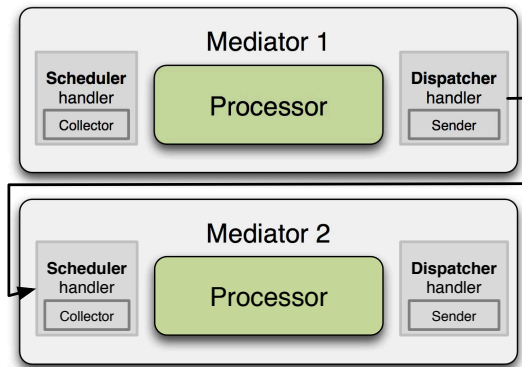 Mediator 1
Scheduler
handler
Collector
Processor
Dispatcher
handler
Sender
Mediator 2
Scheduler
handler
Collector
Processor
Dispatcher
handler
Sender